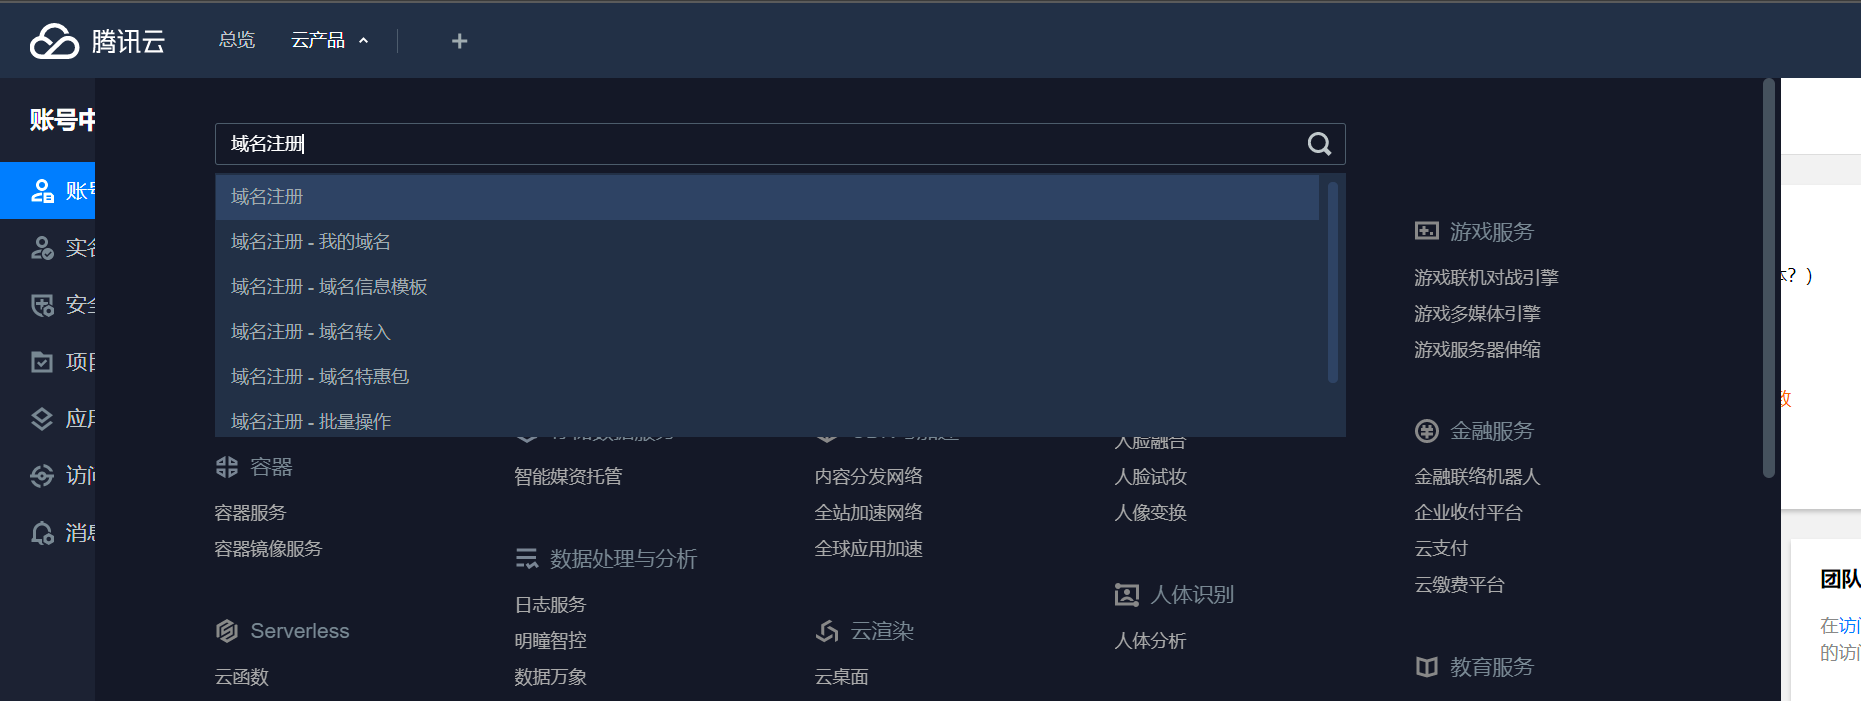 腾讯云
总览
云产品
账号中
账号
实名
安全
项目
应用
访问
消息
域名注册
域名注册
域名注册 - 我的域名
域名注册 - 域名信息模板
域名注册 - 域名转入
域名注册 - 域名特惠包
域名注册 - 批量操作
容器
容器服务
容器镜像服务
Serverless
云函数
智能媒资托管
数据处理与分析
日志服务
明瞳智控
数据万象
内容分发网络
全站加速网络
全球应用加速
云渲染
云桌面
人脸融合
人脸试妆
人像变换
人体识别
人体分析
游戏服务
游戏联机对战引擎
游戏多媒体引擎
游戏服务器伸缩
金融服务
金融联络机器人
企业收付平台
云支付
云缴费平台
教育服务
?)
团队
在访问
的访问